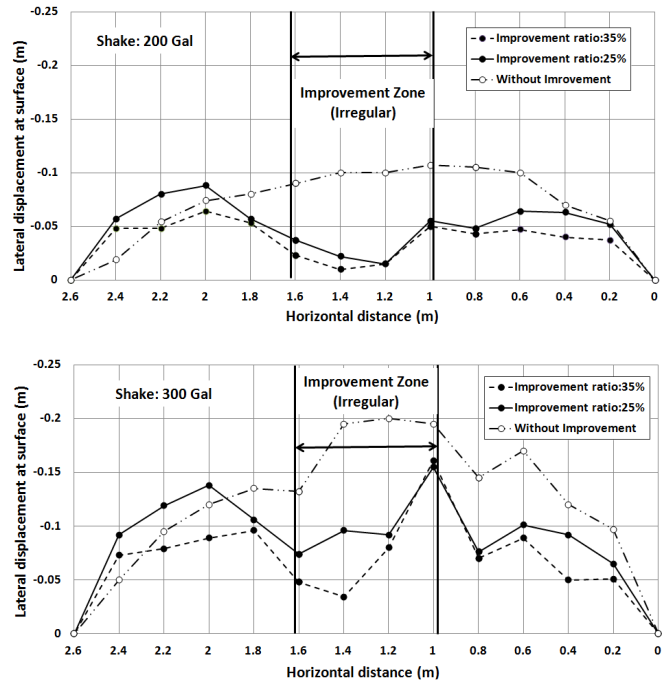 -0.25
Shake: 200 Gal
Improvement ratio:35%
Improvement ratio:25%
Without Imrovement
-0.2
Improvement Zone
(Irregular)
-0.15
-0.1
-0.05
0
Lateral displacement at surface (m)
2.6 2.4 2.2 2 1.8 1.6 1.4 1.2 1 0.8 0.6 0.4 0.2 0
Horizontal distance (m)
-0.25
Shake: 300 Gal
Improvement Zone
(Irregular)
Improvement ratio:35%
Improvement ratio:25%
Without Improvement
-0.2
-0.15
-0.1
-0.05
0
Lateral displacement at surface (m)
2.6 2.4 2.2 2 1.8 1.6 1.4 1.2 1 0.8 0.6 0.4 0.2 0
Horizontal distance (m)